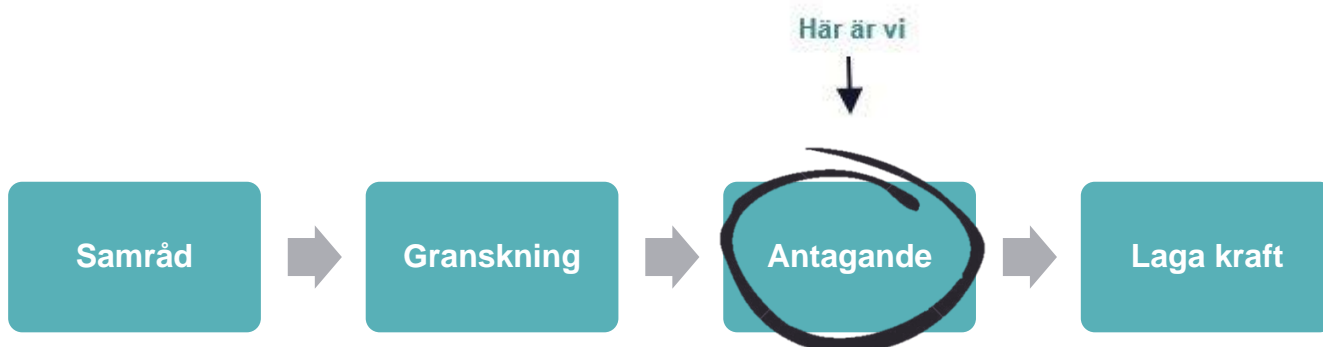 Här är vi
Samråd
Granskning
Antagande
Laga kraft